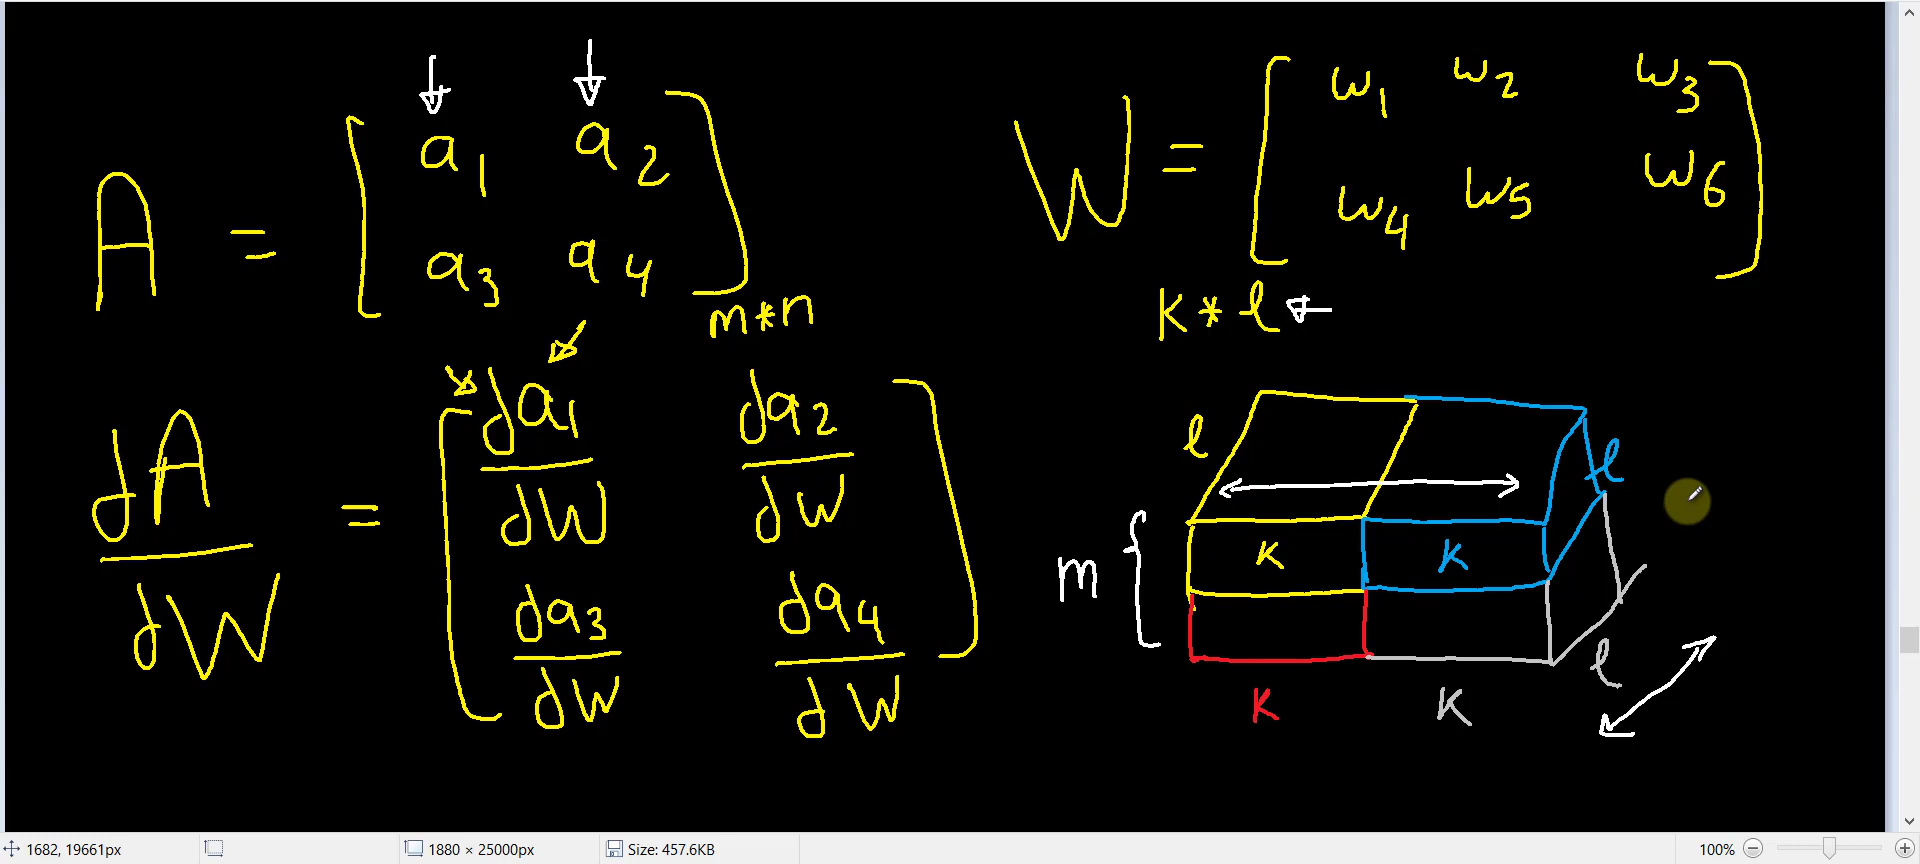 A = [ a1 a2
a3 a4 ] m*n
W = [ w1 w2 w3
w4 w5 w6 ]
K * l
dA/dW = [ da1/dW da2/dW
da3/dW da4/dW ]
l
l
m { K K
l
K K
1682, 19661px 1880 × 25000px Size: 457.6KB 100%